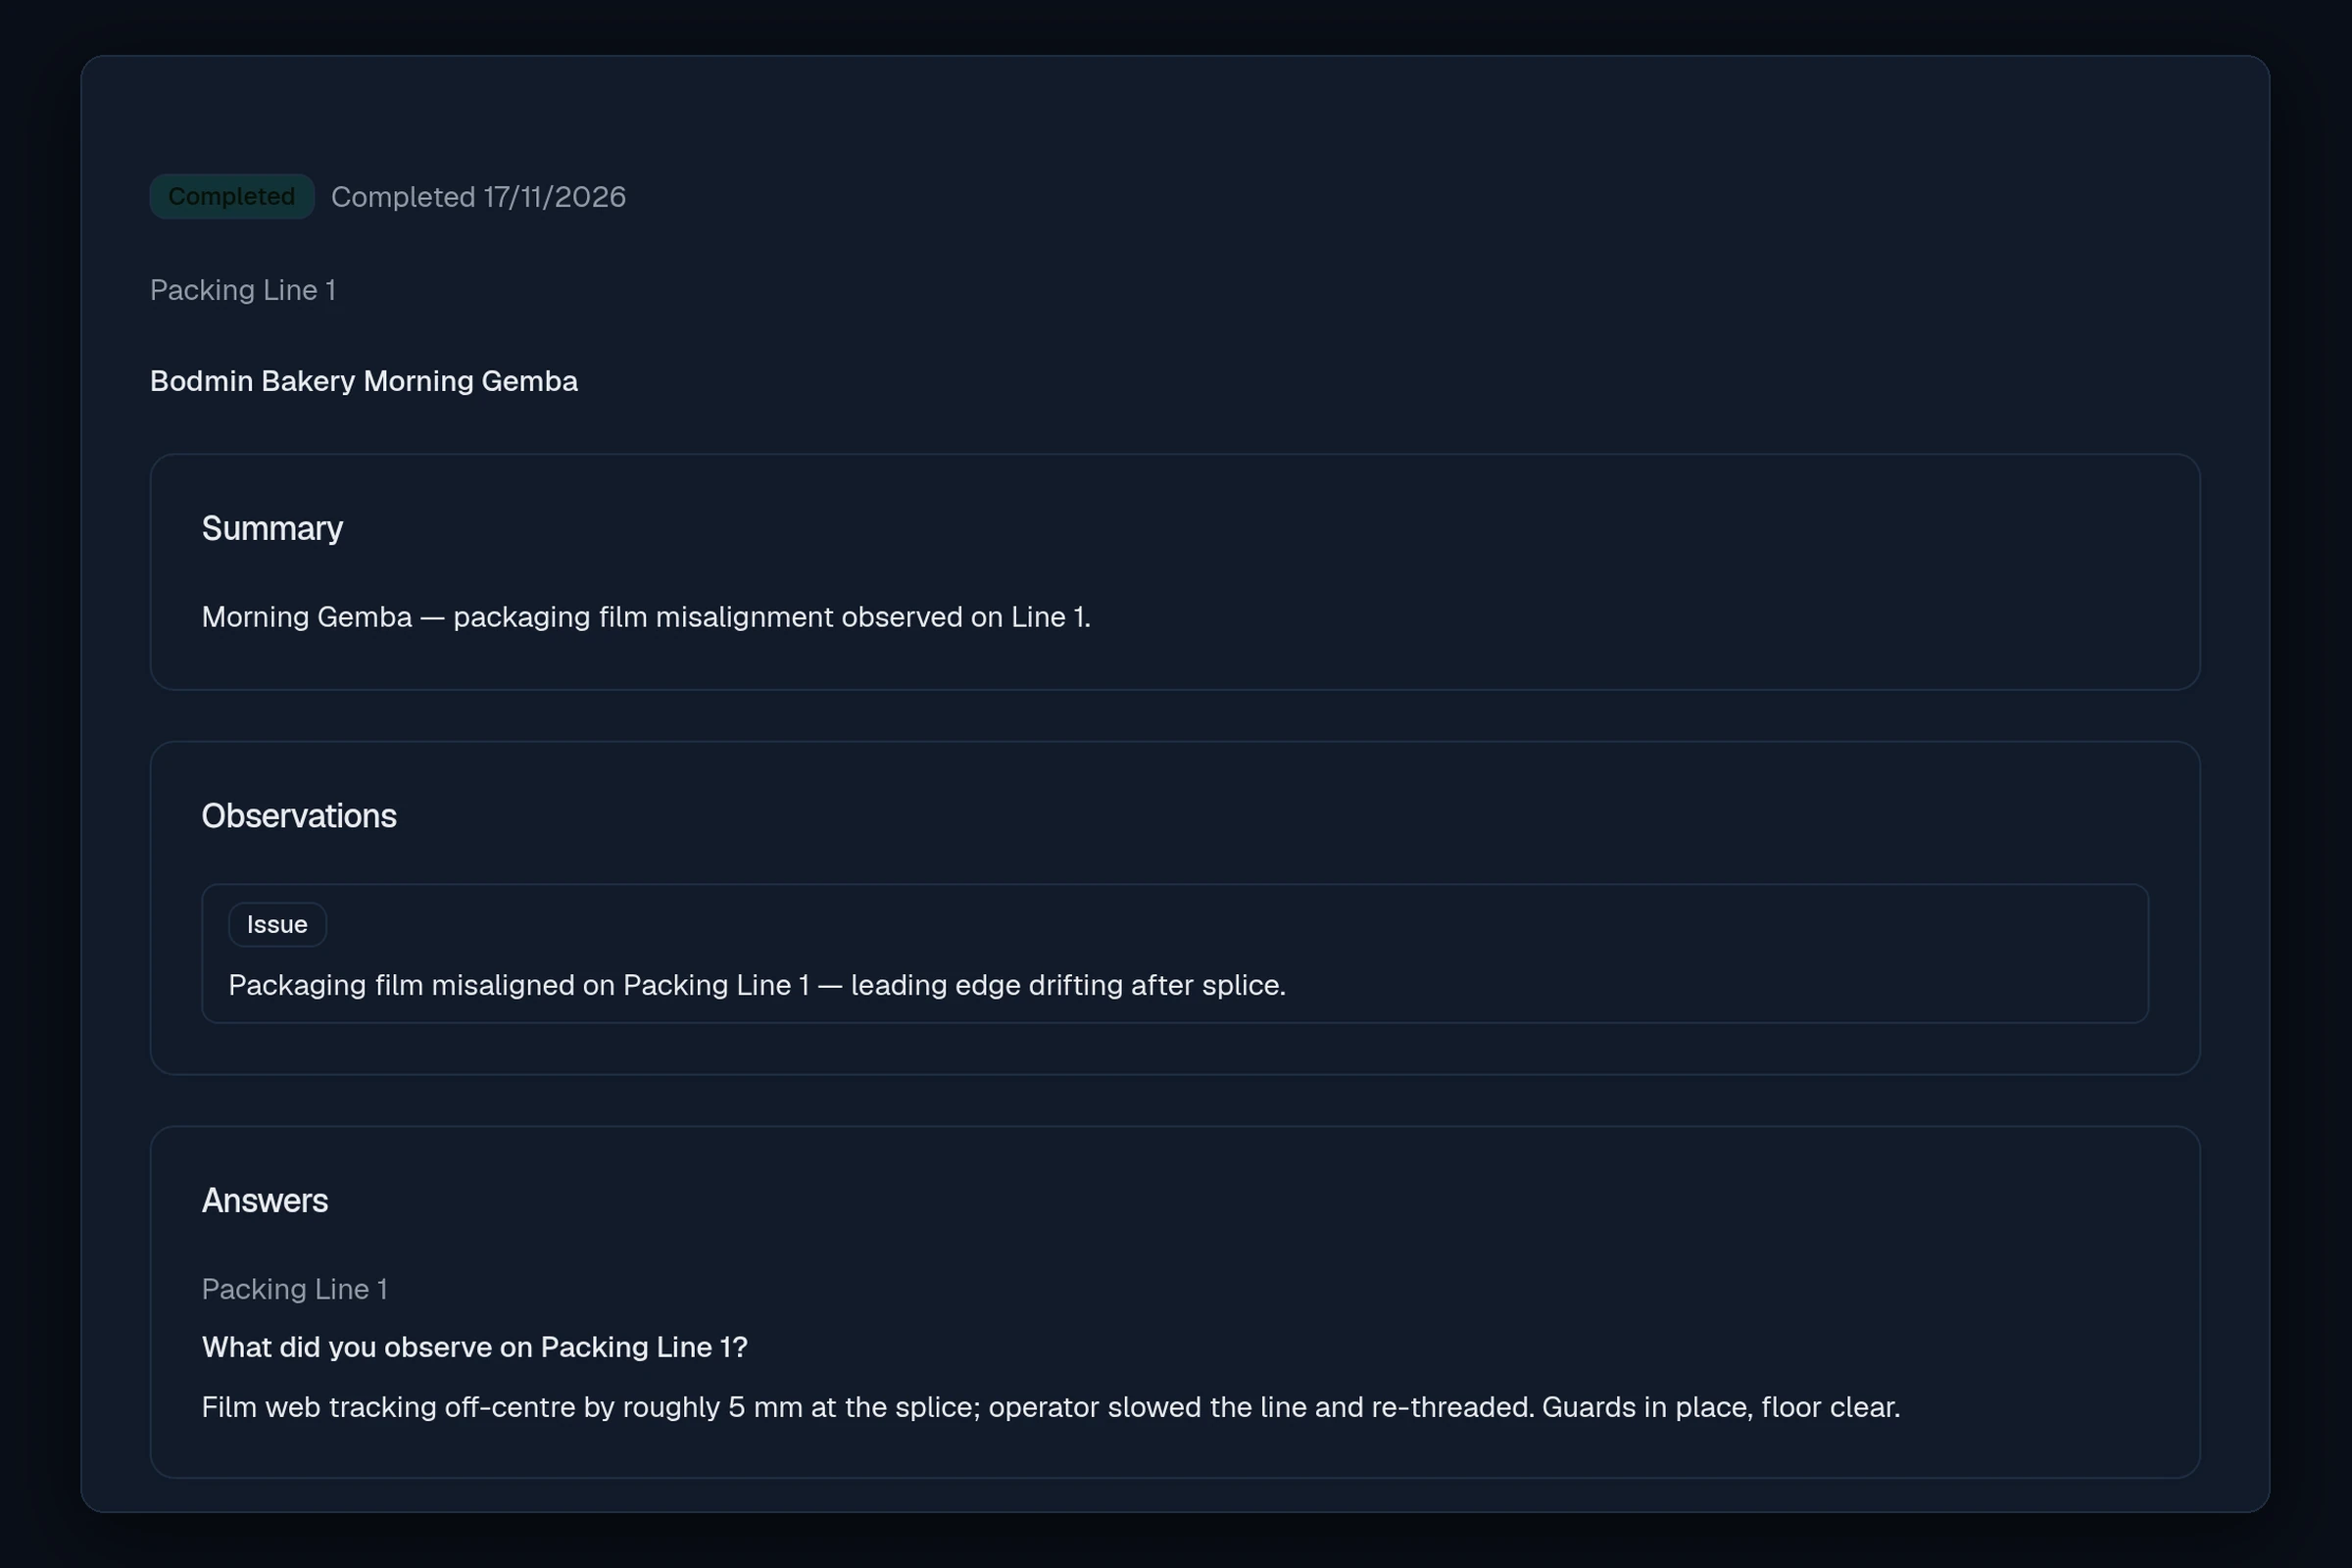 Completed Completed 17/11/2026
Packing Line 1
Bodmin Bakery Morning Gemba
Summary
Morning Gemba — packaging film misalignment observed on Line 1.
Observations
Issue
Packaging film misaligned on Packing Line 1 — leading edge drifting after splice.
Answers
Packing Line 1
What did you observe on Packing Line 1?
Film web tracking off-centre by roughly 5 mm at the splice; operator slowed the line and re-threaded. Guards in place, floor clear.